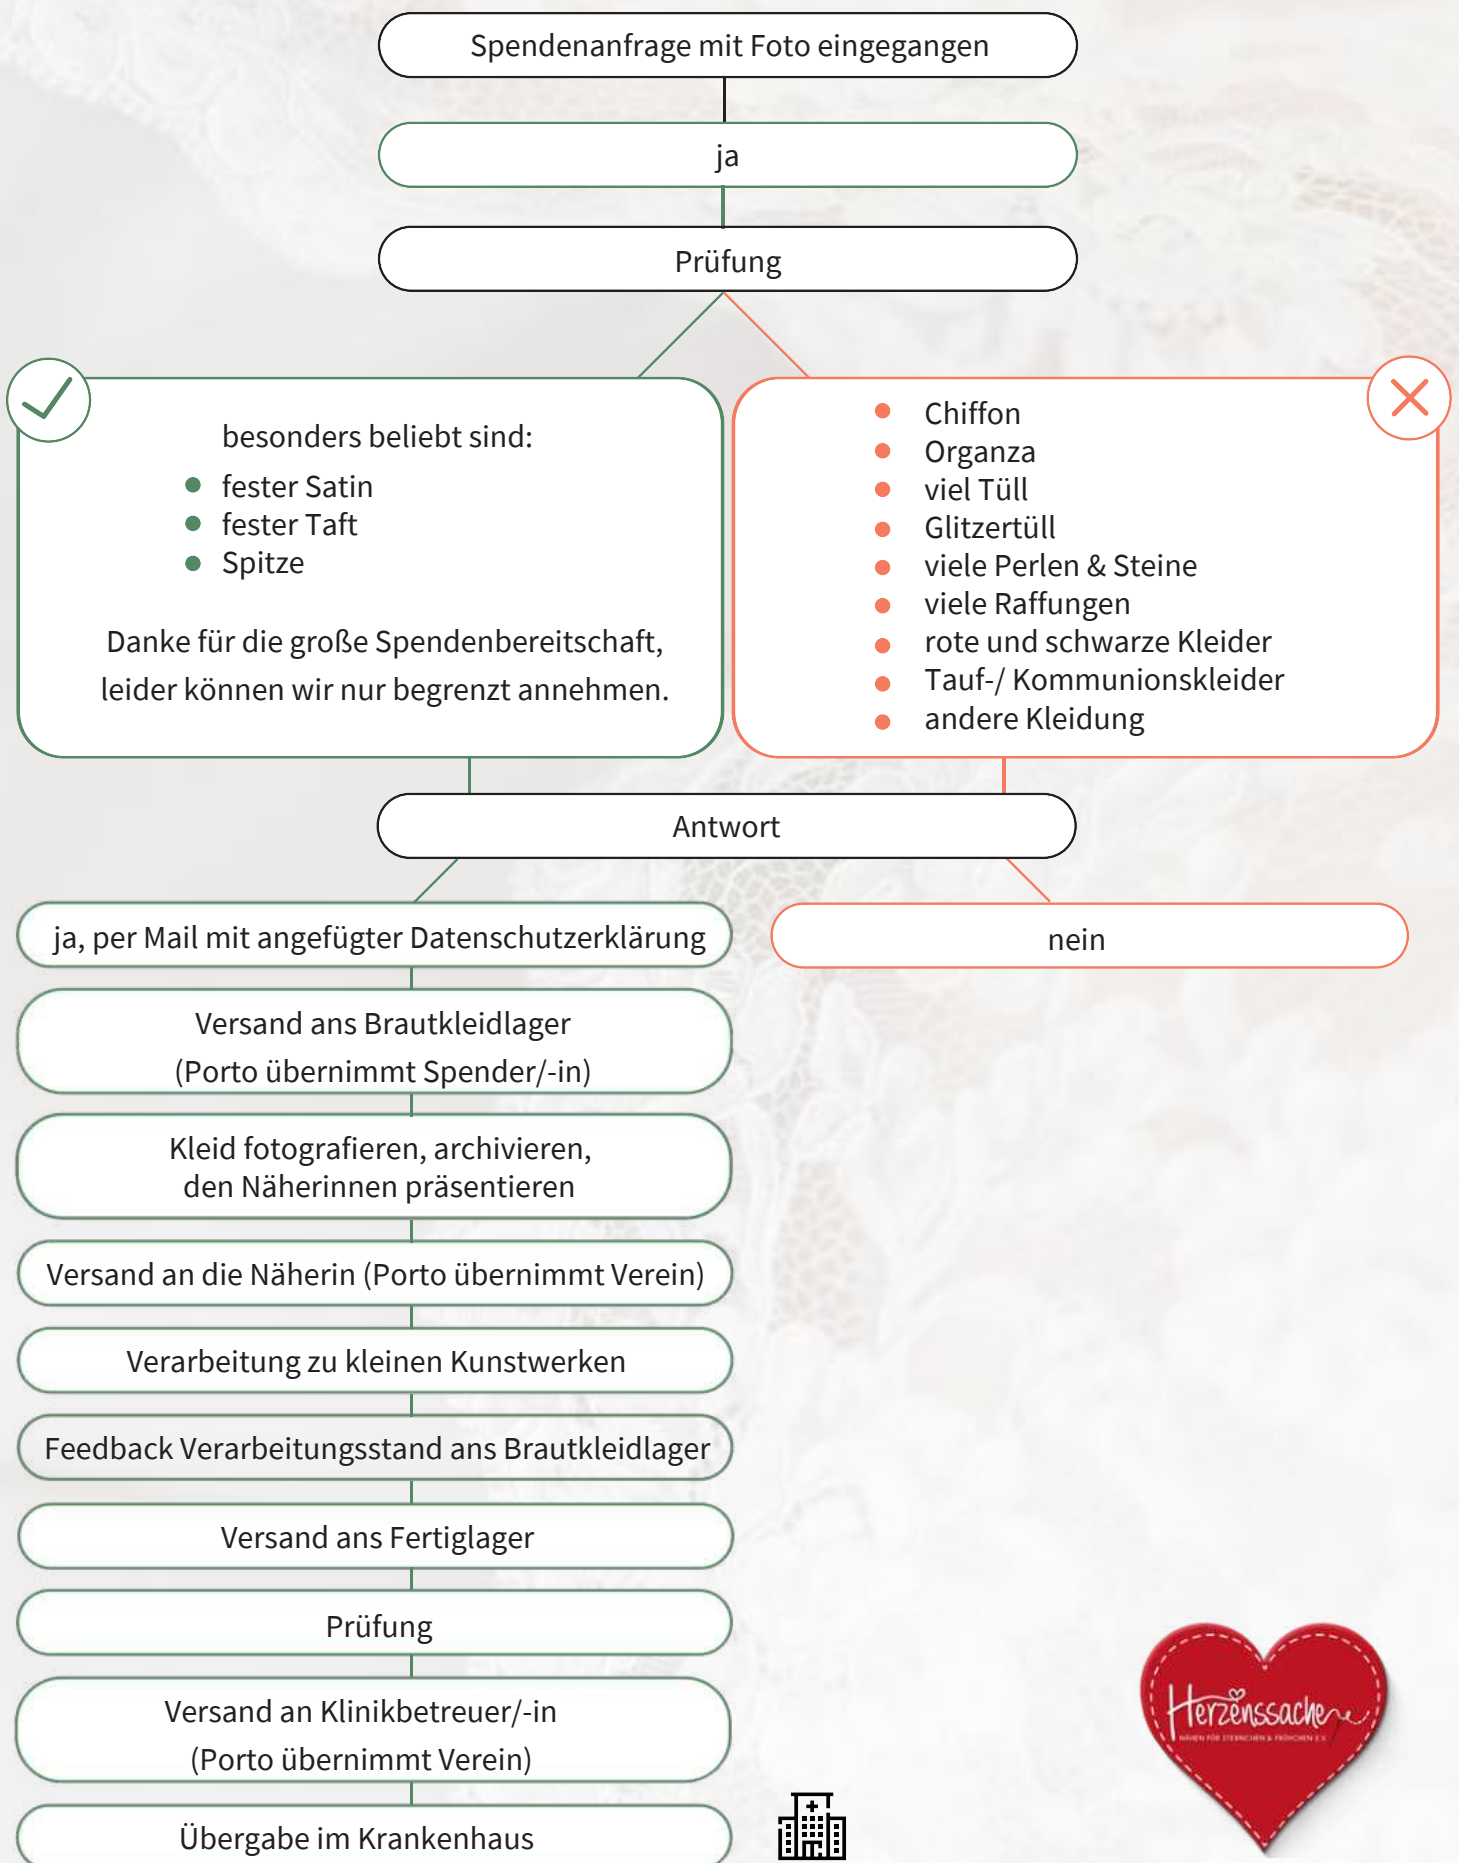 Spendenanfrage mit Foto eingegangen
ja
Prüfung
besonders beliebt sind:
fester Satin
fester Taft
Spitze
Danke für die große Spendenbereitschaft,
leider können wir nur begrenzt annehmen.
Chiffon
Organza
viel Tüll
Glitzertüll
viele Perlen & Steine
viele Raffungen
rote und schwarze Kleider
Tauf-/ Kommunionskleider
andere Kleidung
Antwort
ja, per Mail mit angefügter Datenschutzerklärung
nein
Versand ans Brautkleidlager
(Porto übernimmt Spender/-in)
Kleid fotografieren, archivieren,
den Näherinnen präsentieren
Versand an die Näherin (Porto übernimmt Verein)
Verarbeitung zu kleinen Kunstwerken
Feedback Verarbeitungsstand ans Brautkleidlager
Versand ans Fertiglager
Prüfung
Versand an Klinikbetreuer/-in
(Porto übernimmt Verein)
Übergabe im Krankenhaus
Herzenssache
NÄHEN FÜR STERNCHEN & FRÜHCHEN E.V.